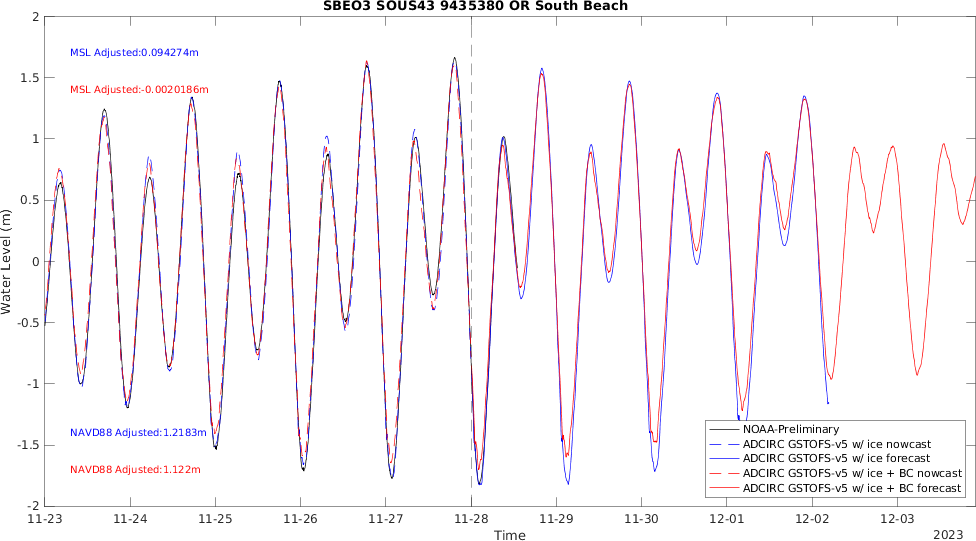 SBEO3 SOUS43 9435380 OR South Beach
2
1.5
1
0.5
0
-0.5
-1
-1.5
-2
Water Level (m)
MSL Adjusted:0.094274m
MSL Adjusted:-0.0020186m
NAVD88 Adjusted:1.2183m
NAVD88 Adjusted:1.122m
NOAA-Preliminary
ADCIRC GSTOFS-v5 w/ ice nowcast
ADCIRC GSTOFS-v5 w/ ice forecast
ADCIRC GSTOFS-v5 w/ ice + BC nowcast
ADCIRC GSTOFS-v5 w/ ice + BC forecast
11-23 11-24 11-25 11-26 11-27 11-28 11-29 11-30 12-01 12-02 12-03
Time
2023